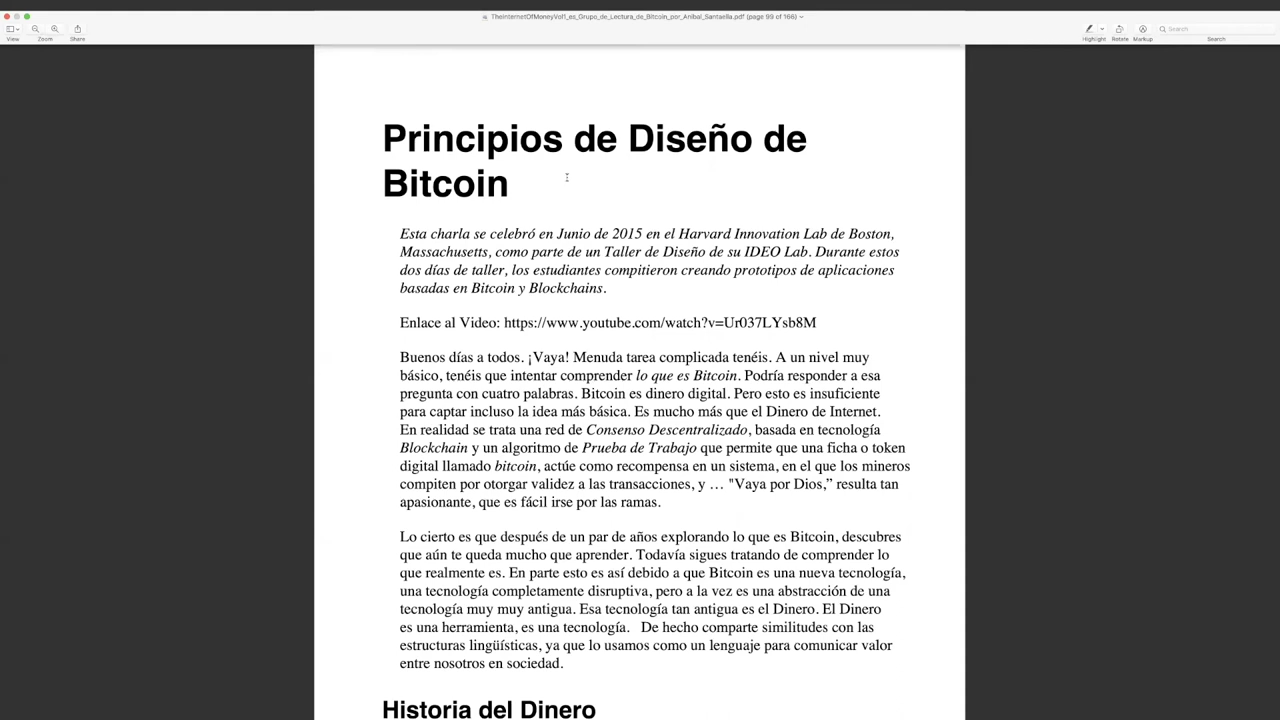 TheInternetOfMoneyVol1_es_Grupo_de_Lectura_de_Bitcoin_por_Anibal_Santaella.pdf (page 99 of 166)
View Zoom Share Highlight Rotate Markup Search
Search
Principios de Diseño de
Bitcoin
Esta charla se celebró en Junio de 2015 en el Harvard Innovation Lab de Boston,
Massachusetts, como parte de un Taller de Diseño de su IDEO Lab. Durante estos
dos días de taller, los estudiantes compitieron creando prototipos de aplicaciones
basadas en Bitcoin y Blockchains.
Enlace al Video: https://www.youtube.com/watch?v=Ur037LYsb8M
Buenos días a todos. ¡Vaya! Menuda tarea complicada tenéis. A un nivel muy
básico, tenéis que intentar comprender lo que es Bitcoin. Podría responder a esa
pregunta con cuatro palabras. Bitcoin es dinero digital. Pero esto es insuficiente
para captar incluso la idea más básica. Es mucho más que el Dinero de Internet.
En realidad se trata una red de Consenso Descentralizado, basada en tecnología
Blockchain y un algoritmo de Prueba de Trabajo que permite que una ficha o token
digital llamado bitcoin, actúe como recompensa en un sistema, en el que los mineros
compiten por otorgar validez a las transacciones, y … "Vaya por Dios,” resulta tan
apasionante, que es fácil irse por las ramas.
Lo cierto es que después de un par de años explorando lo que es Bitcoin, descubres
que aún te queda mucho que aprender. Todavía sigues tratando de comprender lo
que realmente es. En parte esto es así debido a que Bitcoin es una nueva tecnología,
una tecnología completamente disruptiva, pero a la vez es una abstracción de una
tecnología muy muy antigua. Esa tecnología tan antigua es el Dinero. El Dinero
es una herramienta, es una tecnología. De hecho comparte similitudes con las
estructuras lingüísticas, ya que lo usamos como un lenguaje para comunicar valor
entre nosotros en sociedad.
Historia del Dinero